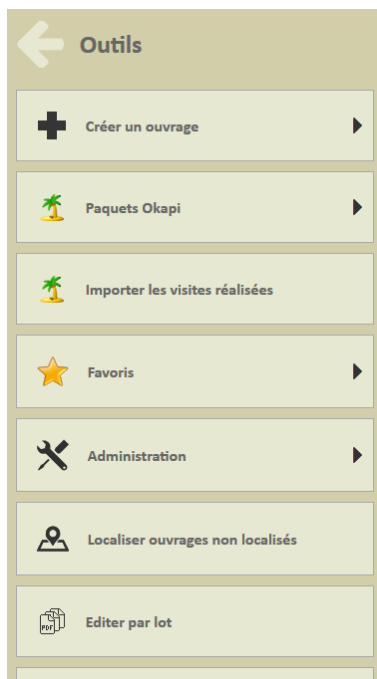 Outils
Créer un ouvrage
Paquets Okapi
Importer les visites réalisées
Favoris
Administration
Localiser ouvrages non localisés
PDF
Editer par lot